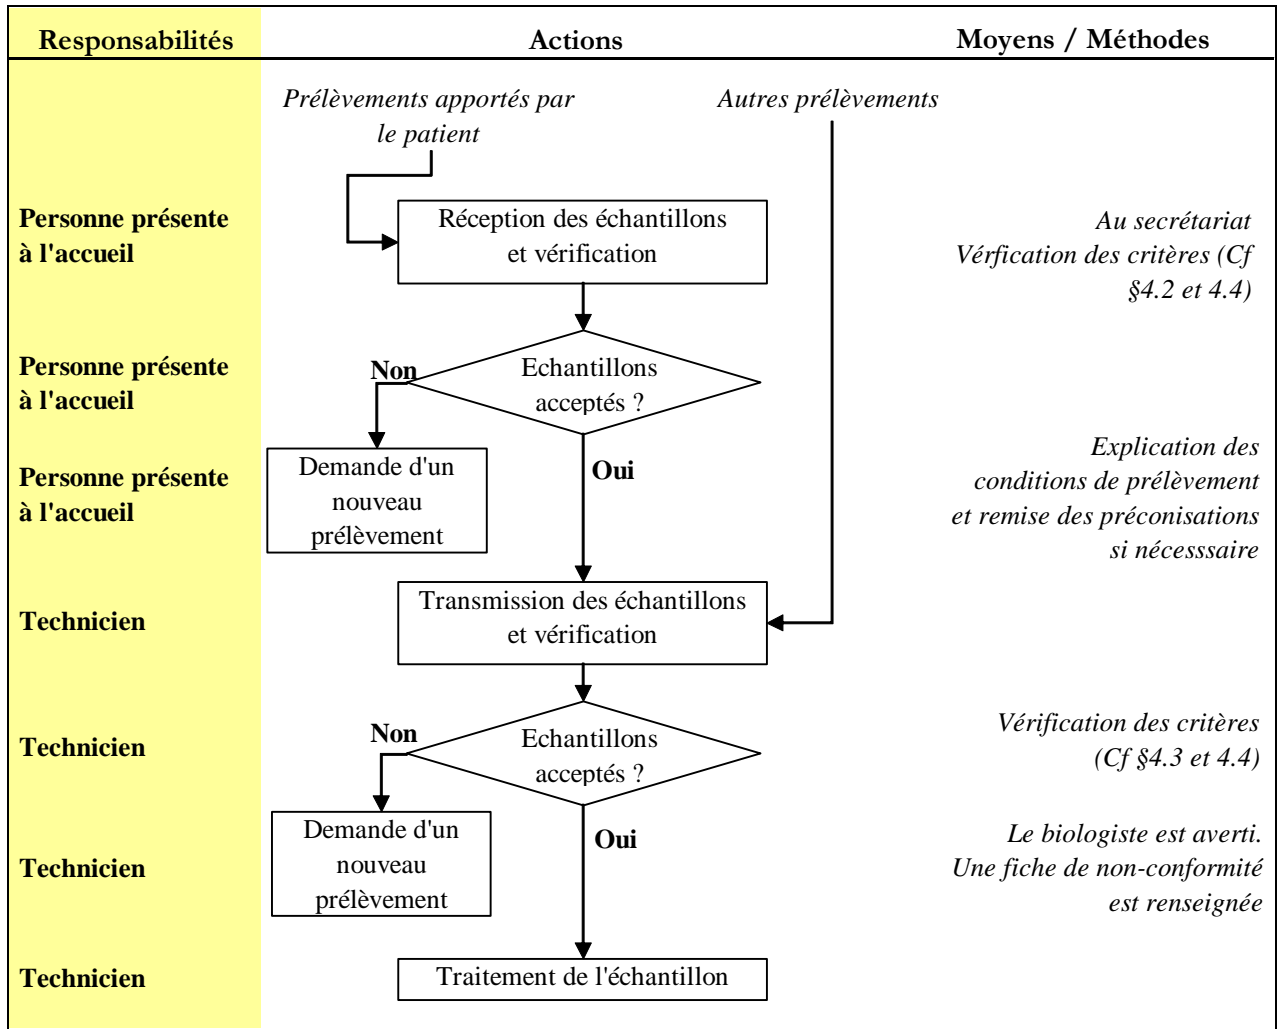 Responsabilités
Actions
Moyens / Méthodes
Prélèvements apportés par
le patient
Autres prélèvements
Personne présente
à l'accueil
Réception des échantillons
et vérification
Au secrétariat
Vérfication des critères (Cf
§4.2 et 4.4)
Personne présente
à l'accueil
Non
Echantillons
acceptés ?
Personne présente
à l'accueil
Demande d'un
nouveau
prélèvement
Oui
Explication des
conditions de prélèvement
et remise des préconisations
si nécesssaire
Technicien
Transmission des échantillons
et vérification
Technicien
Non
Echantillons
acceptés ?
Vérification des critères
(Cf §4.3 et 4.4)
Technicien
Demande d'un
nouveau
prélèvement
Oui
Le biologiste est averti.
Une fiche de non-conformité
est renseignée
Technicien
Traitement de l'échantillon